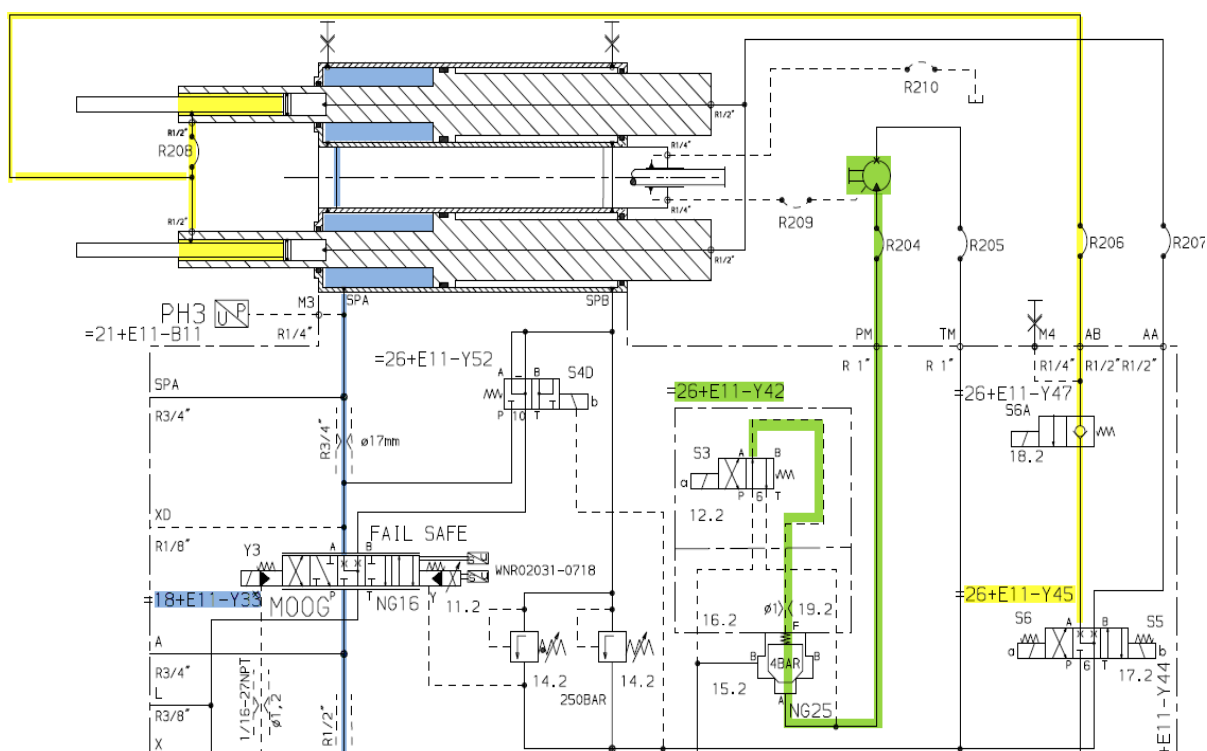 R210
R1/2"
R1/2"
R208
R1/4"
R1/2"
R1/4"
R209
R204
R205
R206
R207
R1/2"
PH3
U P
M3
SPA
SPB
=21+E11-B11
R1/4"
PM
TM
M4
AB
AA
R 1"
R 1"
R1/4"
R1/2"
R1/2"
=26+E11-Y52
A
B
S4D
b
P
10
T
=26+E11-Y42
=26+E11-Y47
S6A
18.2
SPA
R3/4"
R3/4"
ø17mm
S3
A
B
a
P
6
T
12.2
XD
R1/8"
FAIL SAFE
Y3
A
B
WNR02031-0718
=18+E11-Y33
MOOG
P
T
NG16
Y
11.2
ø1
19.2
16.2
=26+E11-Y45
S6
A
B
S5
a
P
6
T
b
17.2
A
R3/4"
L
R3/8"
X
1/16-27NPT
ø1,2
R1/2"
14.2
14.2
250BAR
F
B
4BAR
B
15.2
A
NG25
=E11-Y44